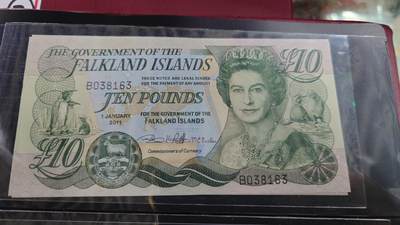 THE GOVERNMENT OF THE
FALKLAND ISLANDS
£10
THESE NOTES ARE LEGAL TENDER
FOR THE PAYMENT OF ANY AMOUNT
B038163
TEN POUNDS
1 JANUARY
2011
FOR THE GOVERNMENT OF THE
FALKLAND ISLANDS
£10
Commissioners of Currency
B038163